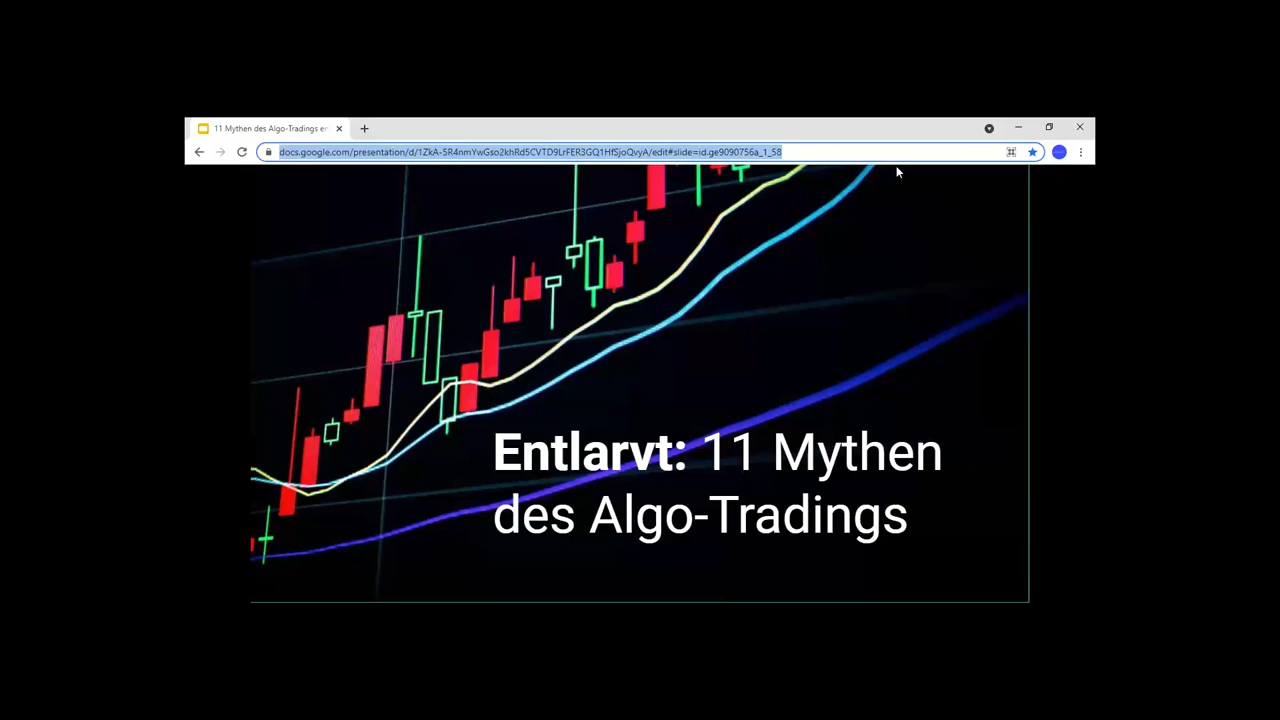 11 Mythen des Algo-Tradings en
docs.google.com/presentation/d/1ZkA-5R4nmYwGso2khRd5CVTD9LrFER3GQ1HfSjoQvyA/edit#slide=id.ge9090756a_1_58
Entlarvt: 11 Mythen
des Algo-Tradings